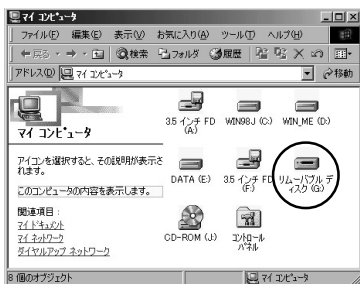 マイ コンピュータ
ファイル(F) 編集(E) 表示(V) お気に入り(A) ツール(T) ヘルプ(H)
戻る 検索 フォルダ 履歴
アドレス(D) マイ コンピュータ 移動
マイ コンピュータ
アイコンを選択すると、その説明が表示されます。
このコンピュータの内容を表示します。
関連項目:
マイ ドキュメント
マイ ネットワーク
ダイヤルアップ ネットワーク
3.5 インチ FD (A:)
WIN98J (C:)
WIN_ME (D:)
DATA (E:)
3.5 インチ FD (F:)
リムーバブル ディスク (G:)
CD-ROM (J:)
コントロール パネル
8 個のオブジェクト
マイ コンピュータ